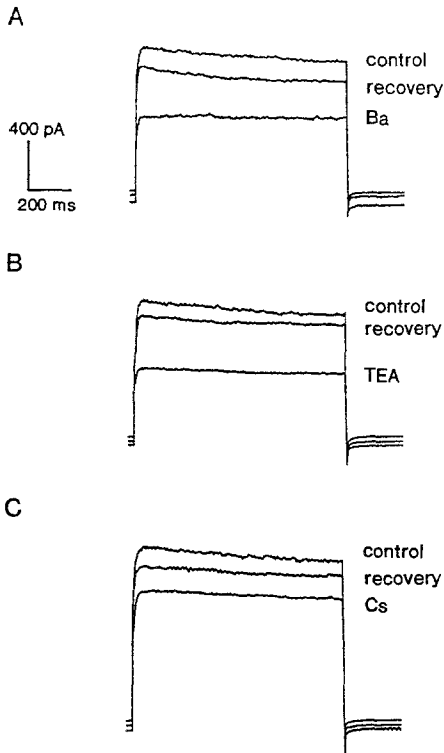 A
control
recovery
Ba
400 pA
200 ms
B
control
recovery
TEA
C
control
recovery
Cs